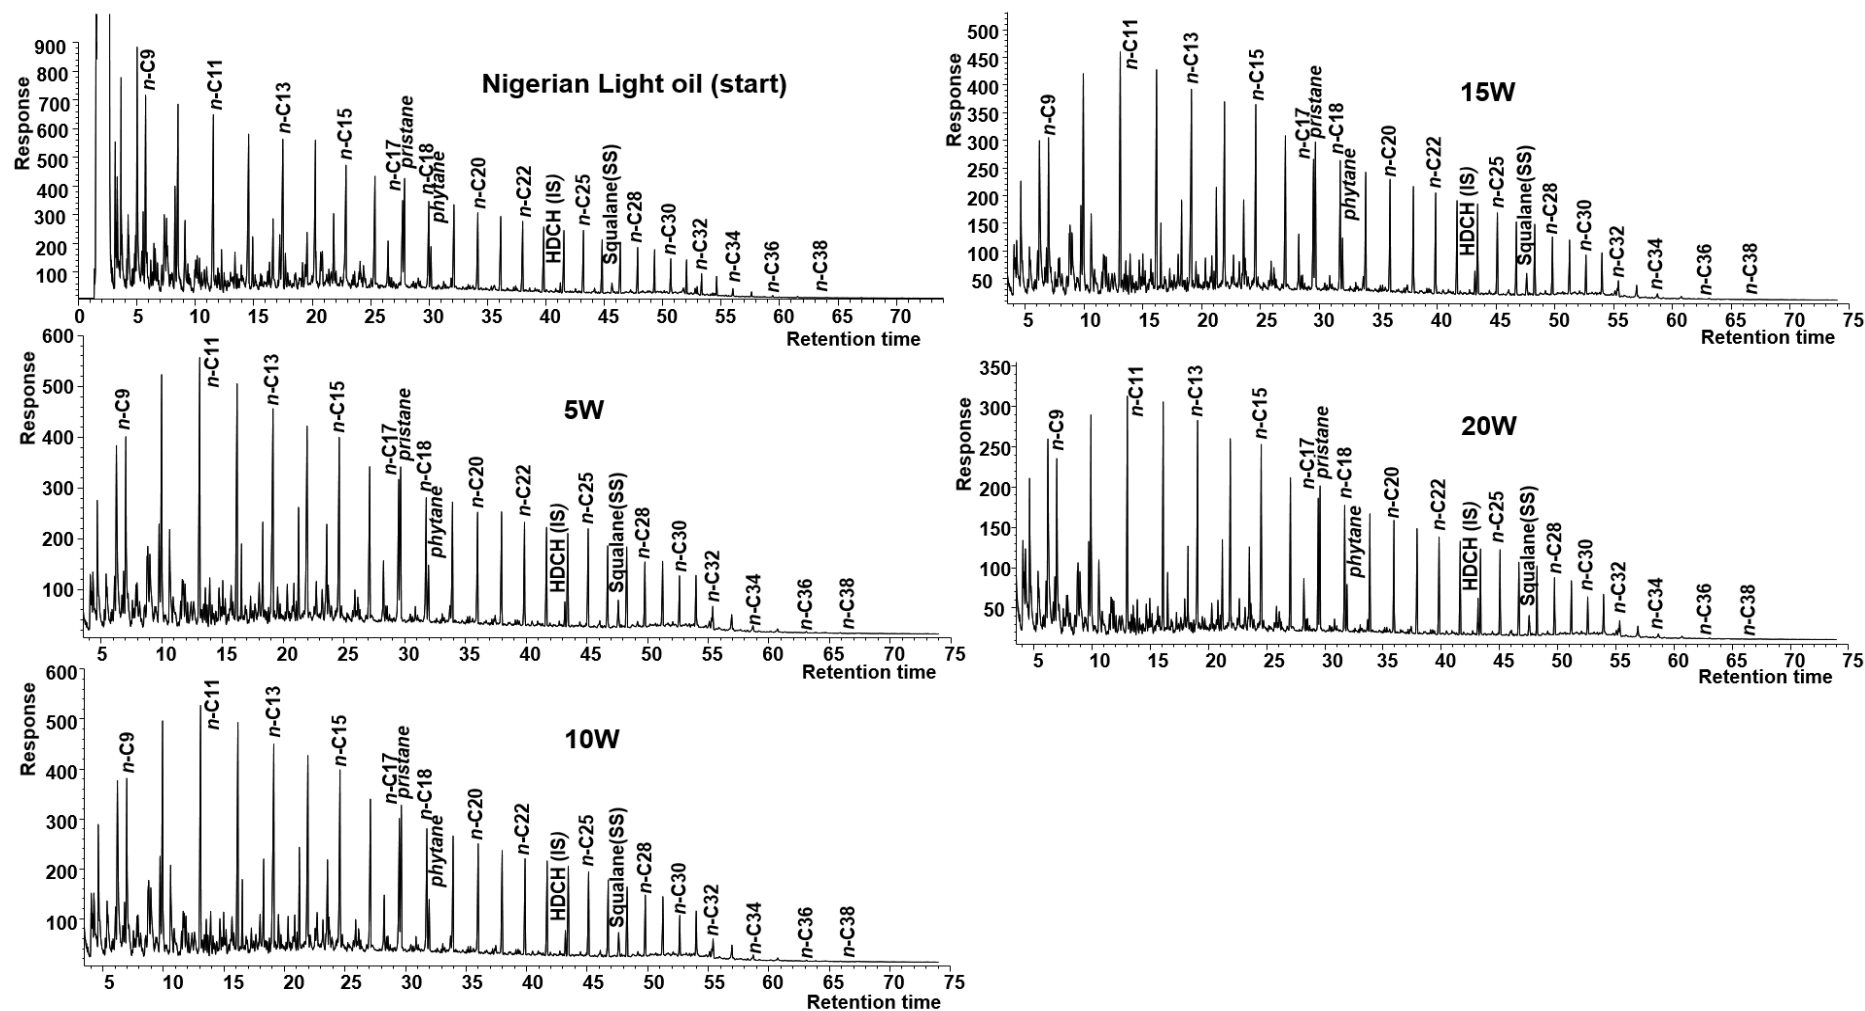 Nigerian Light oil (start)
Response
900
800
700
600
500
400
300
200
100
n-C9
n-C11
n-C13
n-C15
n-C17
pristane
n-C18
phytane
n-C20
n-C22
HDCH (IS)
n-C25
Squalane(SS)
n-C28
n-C30
n-C32
n-C34
n-C36
n-C38
0 5 10 15 20 25 30 35 40 45 50 55 60 65 70
Retention time
5W
Response
600
500
400
300
200
100
n-C9
n-C11
n-C13
n-C15
n-C17
pristane
n-C18
phytane
n-C20
n-C22
HDCH (IS)
n-C25
Squalane(SS)
n-C28
n-C30
n-C32
n-C34
n-C36
n-C38
5 10 15 20 25 30 35 40 45 50 55 60 65 70 75
Retention time
10W
Response
600
500
400
300
200
100
n-C9
n-C11
n-C13
n-C15
n-C17
pristane
n-C18
phytane
n-C20
n-C22
HDCH (IS)
n-C25
Squalane(SS)
n-C28
n-C30
n-C32
n-C34
n-C36
n-C38
5 10 15 20 25 30 35 40 45 50 55 60 65 70 75
Retention time
15W
Response
500
450
400
350
300
250
200
150
100
50
n-C9
n-C11
n-C13
n-C15
n-C17
pristane
n-C18
phytane
n-C20
n-C22
HDCH (IS)
n-C25
Squalane(SS)
n-C28
n-C30
n-C32
n-C34
n-C36
n-C38
5 10 15 20 25 30 35 40 45 50 55 60 65 70 75
Retention time
20W
Response
350
300
250
200
150
100
50
n-C9
n-C11
n-C13
n-C15
n-C17
pristane
n-C18
phytane
n-C20
n-C22
HDCH (IS)
n-C25
Squalane(SS)
n-C28
n-C30
n-C32
n-C34
n-C36
n-C38
5 10 15 20 25 30 35 40 45 50 55 60 65 70 75
Retention time